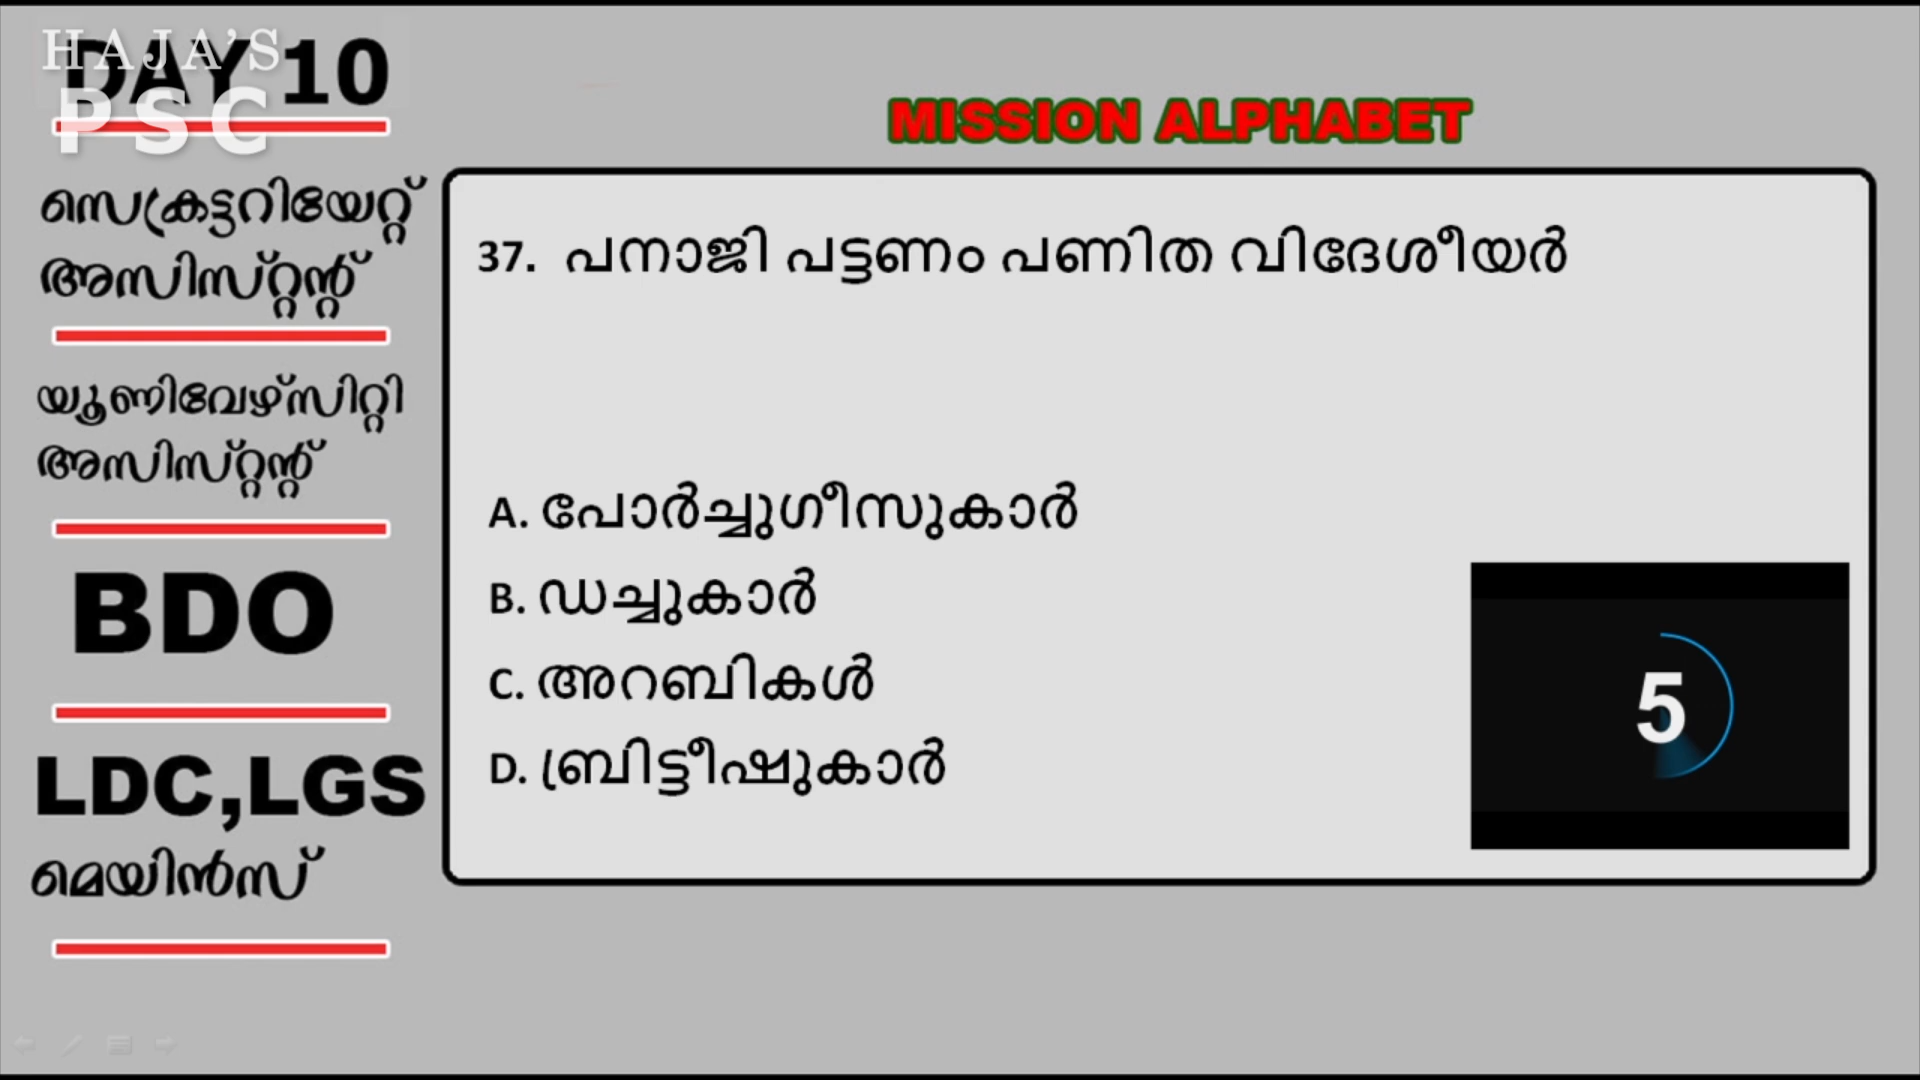 HAJA'S
DAY 10
PSC
MISSION ALPHABET
സെക്രട്ടറിയേറ്റ്
അസിസ്റ്റന്റ്
യൂണിവേഴ്സിറ്റി
അസിസ്റ്റന്റ്
BDO
LDC,LGS
മെയിൻസ്
37. പനാജി പട്ടണം പണിത വിദേശീയർ
A. പോർച്ചുഗീസുകാർ
B. ഡച്ചുകാർ
C. അറബികൾ
D. ബ്രിട്ടീഷുകാർ
5